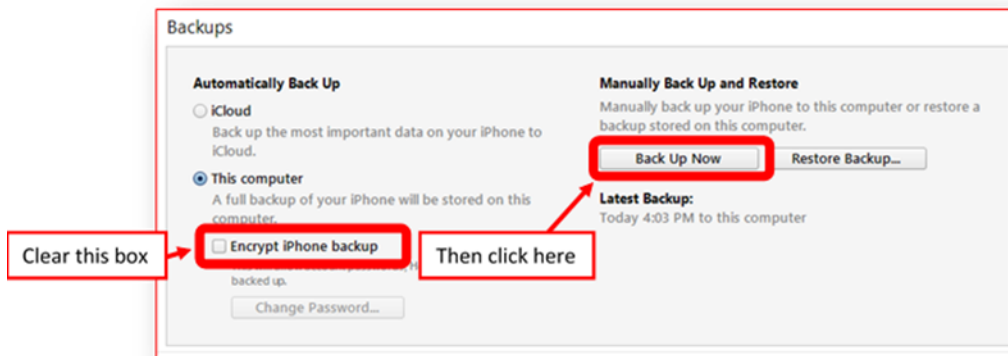 Backups
Automatically Back Up
iCloud
Back up the most important data on your iPhone to
iCloud.
This computer
A full backup of your iPhone will be stored on this
computer.
Encrypt iPhone backup
backed up.
Change Password...
Clear this box
Manually Back Up and Restore
Manually back up your iPhone to this computer or restore a
backup stored on this computer.
Back Up Now
Restore Backup...
Latest Backup:
Today 4:03 PM to this computer
Then click here